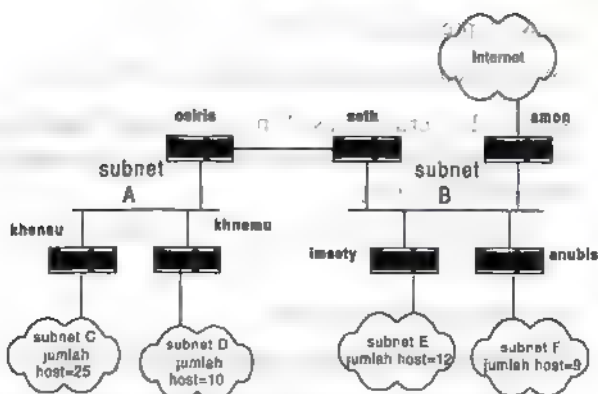 Internet
osiris
seth
amon
subnet
A
subnet
B
khensu
khnemu
imsety
anubis
subnet C
jumlah
host=25
subnet D
jumlah
host=10
subnet E
jumlah host=12
subnet F
jumlah host=9